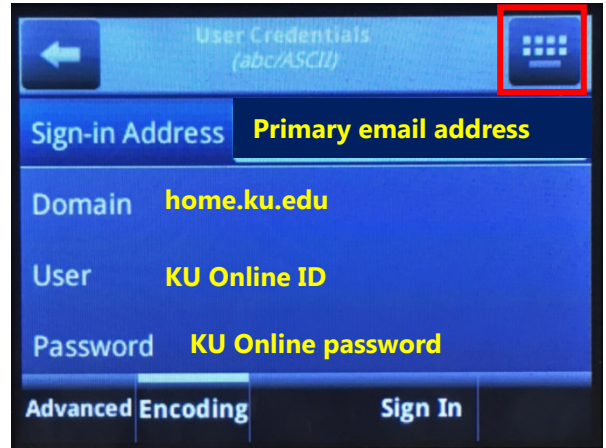 User Credentials
(abc/ASCII)
Sign-in Address Primary email address
Domain home.ku.edu
User KU Online ID
Password KU Online password
Advanced Encoding Sign In